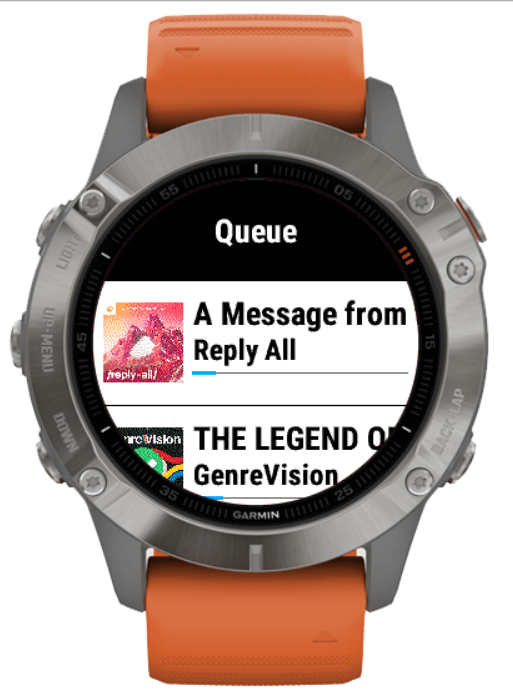 55
05
LIGHT
Queue
UP·MENU
45
15
A Message from
Reply All
/reply-all/
THE LEGEND O
nreVision
GenreVision
DOWN
BACK LAP
35
25
GARMIN